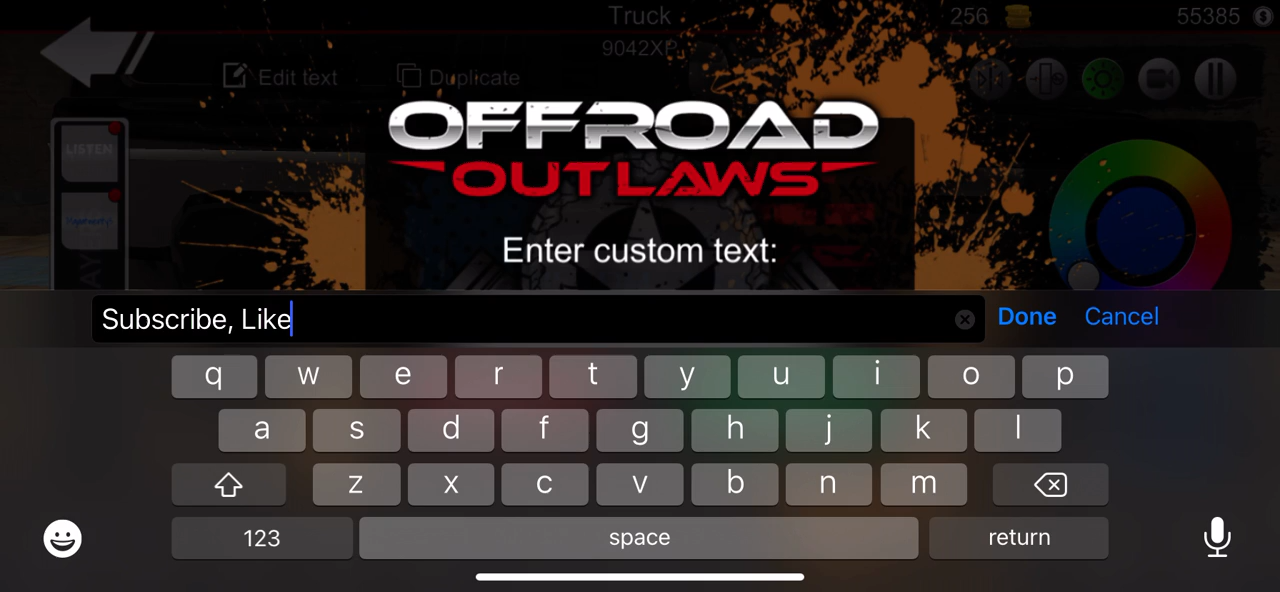 Truck
256
55385
9042XP
Edit text
Duplicate
LISTEN
OFFROAD
OUTLAWS
Enter custom text:
Subscribe, Like
Done
Cancel
q w e r t y u i o p
a s d f g h j k l
z x c v b n m
123
space
return